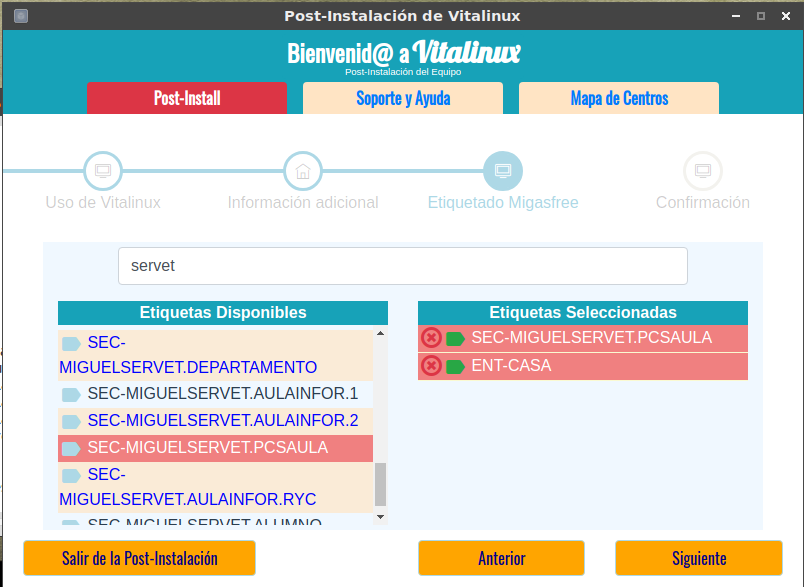 Post-Instalación de Vitalinux
Bienvenid@ a Vitalinux
Post-Instalación del Equipo
Post-Install
Soporte y Ayuda
Mapa de Centros
Uso de Vitalinux
Información adicional
Etiquetado Migasfree
Confirmación
servet
Etiquetas Disponibles
SEC-
MIGUELSERVET.DEPARTAMENTO
SEC-MIGUELSERVET.AULAINFOR.1
SEC-MIGUELSERVET.AULAINFOR.2
SEC-MIGUELSERVET.PCSAULA
SEC-
MIGUELSERVET.AULAINFOR.RYC
SEC-MIGUELSERVET.ALUMNO
Etiquetas Seleccionadas
SEC-MIGUELSERVET.PCSAULA
ENT-CASA
Salir de la Post-Instalación
Anterior
Siguiente